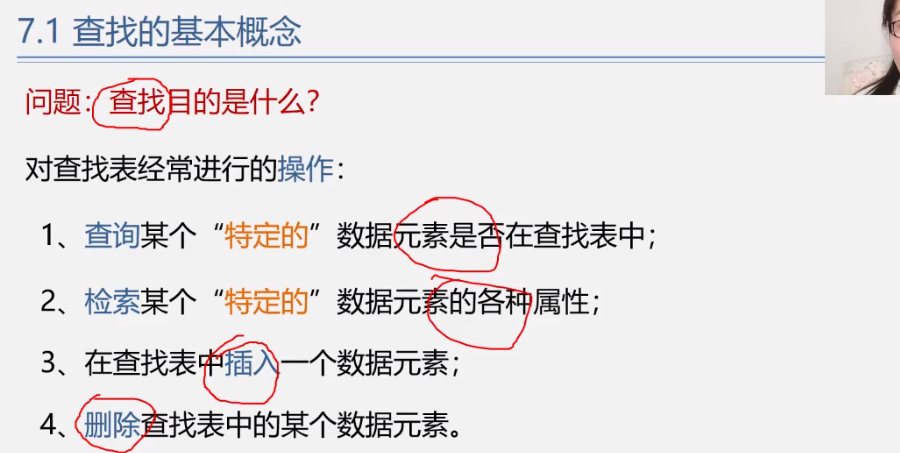 7.1 查找的基本概念
问题：查找目的是什么？
对查找表经常进行的操作：
1、查询某个“特定的”数据元素是否在查找表中；
2、检索某个“特定的”数据元素的各种属性；
3、在查找表中插入一个数据元素；
4、删除查找表中的某个数据元素。